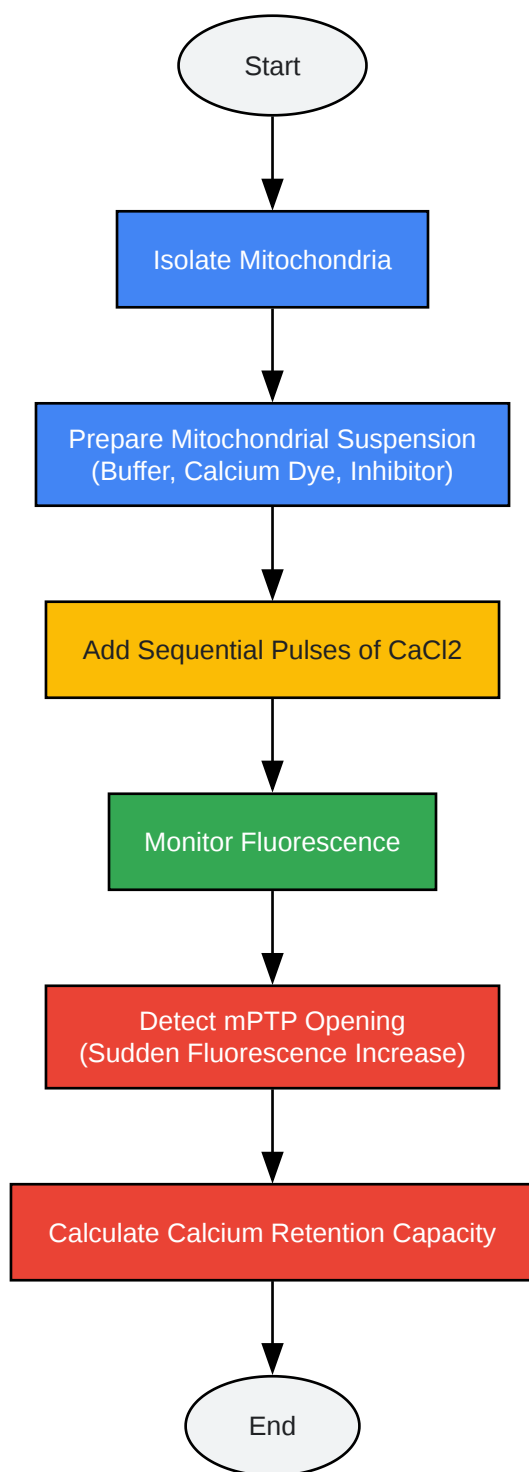 Start
Isolate Mitochondria
Prepare Mitochondrial Suspension
(Buffer, Calcium Dye, Inhibitor)
Add Sequential Pulses of CaCl2
Monitor Fluorescence
Detect mPTP Opening
(Sudden Fluorescence Increase)
Calculate Calcium Retention Capacity
End